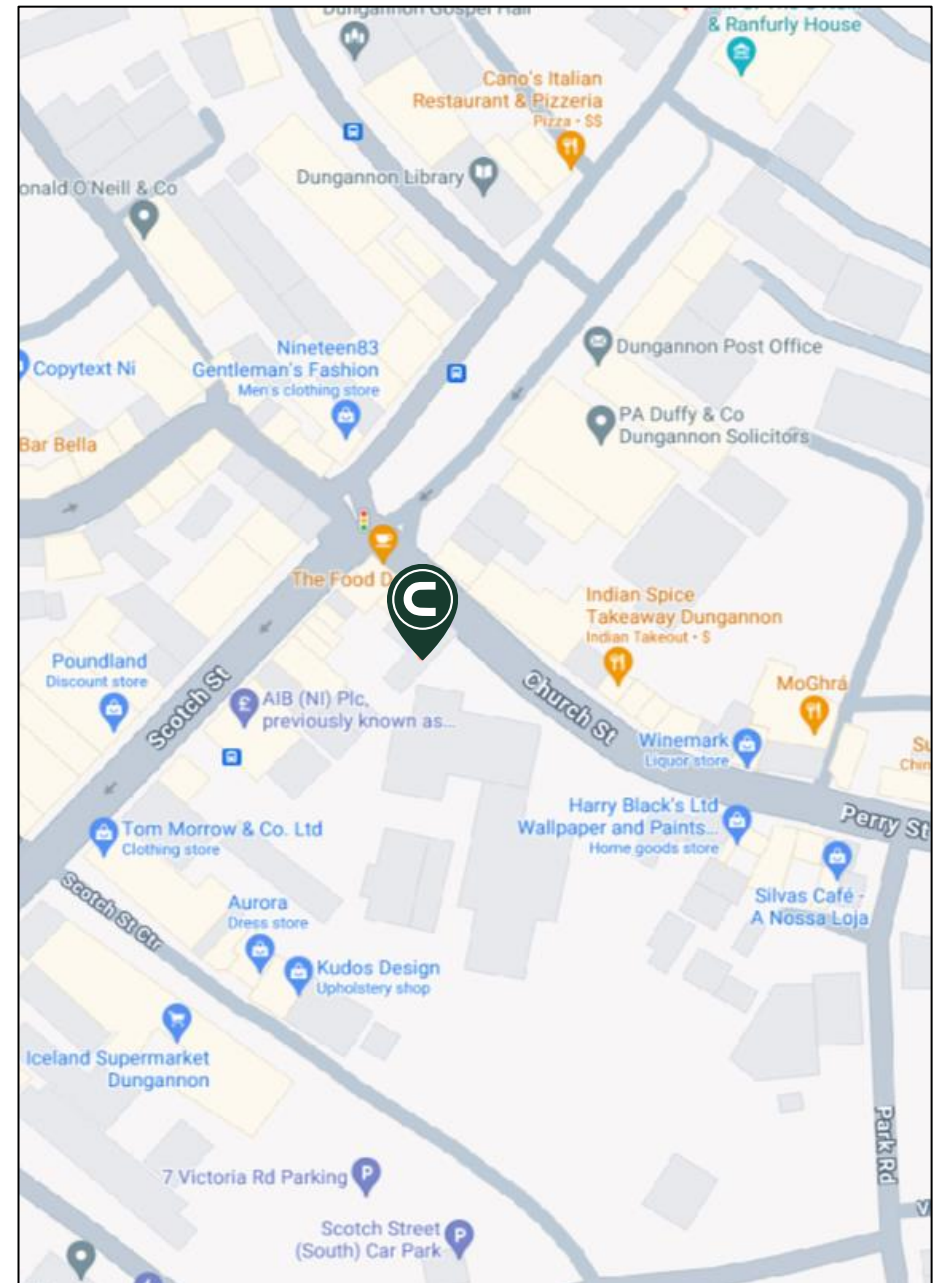 Dungannon Gospel Hall
& Ranfurly House
Cano's Italian
Restaurant & Pizzeria
Pizza • $$
Dungannon Library
onald O'Neill & Co
Nineteen83
Gentleman's Fashion
Men's clothing store
Copytext Ni
Dungannon Post Office
PA Duffy & Co
Dungannon Solicitors
Bar Bella
The Food D
C
Indian Spice
Takeaway Dungannon
Indian Takeout • $
Poundland
Discount store
Scotch St
AIB (NI) Plc,
previously known as...
Church St
MoGhrá
Winemark
Liquor store
Su
Chin
Harry Black's Ltd
Wallpaper and Paints...
Home goods store
Perry St
Tom Morrow & Co. Ltd
Clothing store
Silvas Café -
A Nossa Loja
Scotch St Ctr
Aurora
Dress store
Kudos Design
Upholstery shop
Iceland Supermarket
Dungannon
Park Rd
7 Victoria Rd Parking
P
V
Scotch Street
(South) Car Park
P